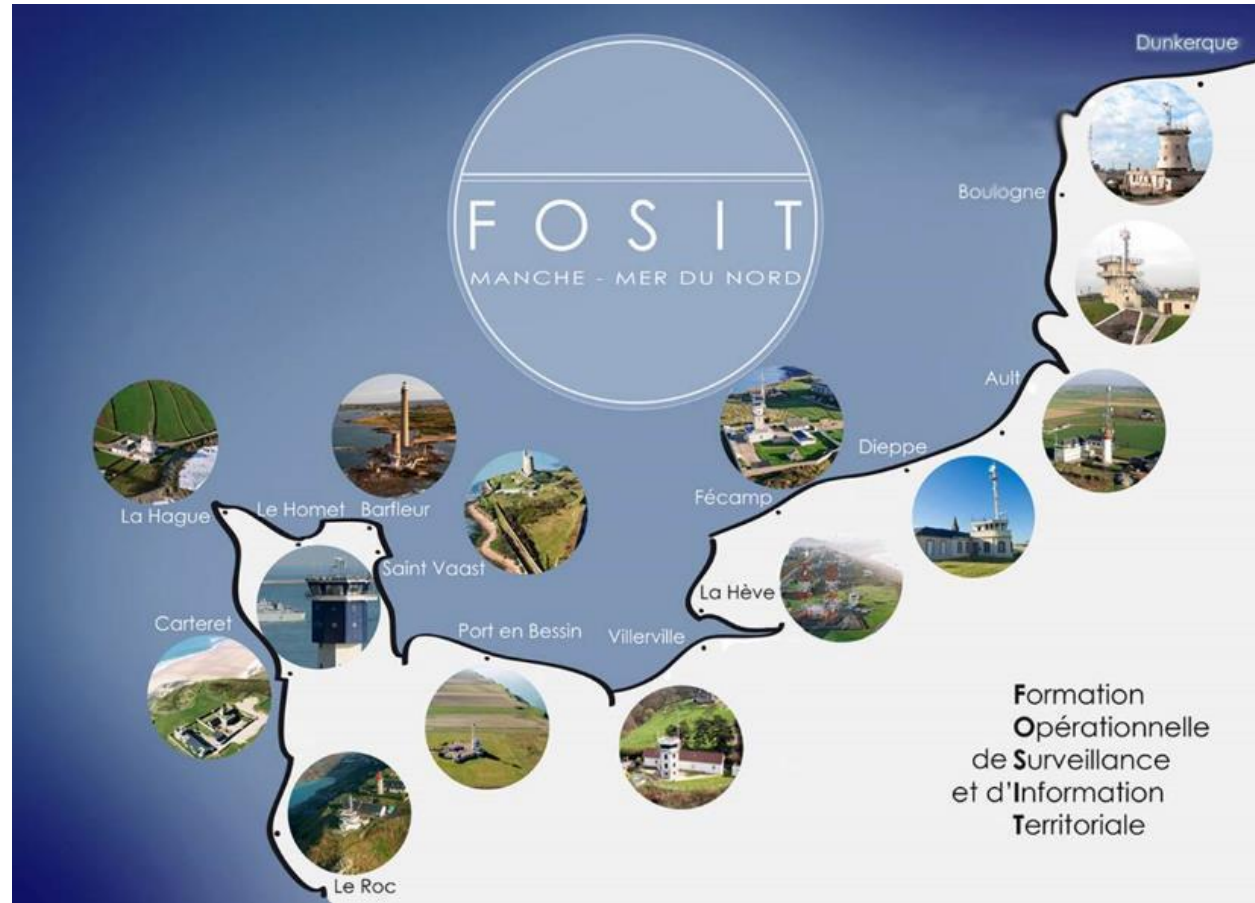 Dunkerque
Boulogne
FOSIT
MANCHE - MER DU NORD
Ault
Dieppe
Fécamp
La Hague
Le Homet
Barfleur
Saint Vaast
La Hève
Carteret
Port en Bessin
Villerville
Le Roc
Formation
Opérationnelle
de Surveillance
et d'Information
Territoriale